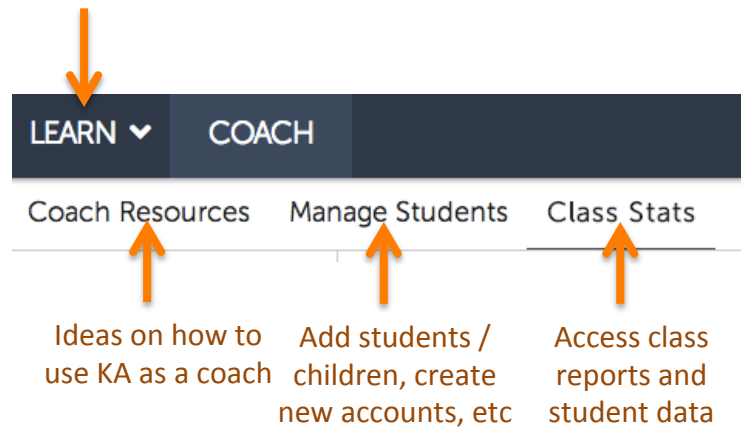 LEARN COACH
Coach Resources Manage Students Class Stats
Ideas on how to
use KA as a coach
Add students /
children, create
new accounts, etc
Access class
reports and
student data